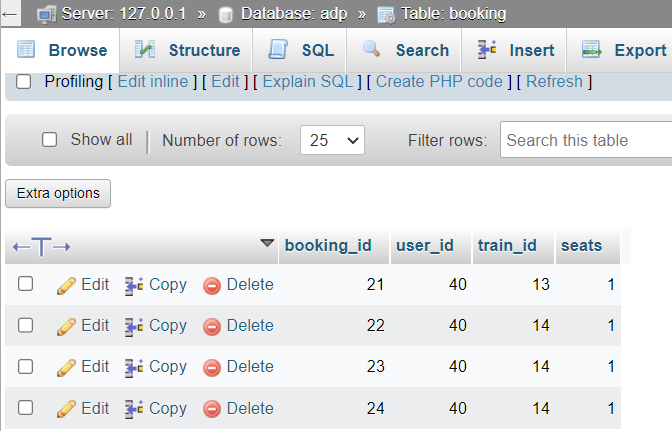 Server: 127.0.0.1 » Database: adp » Table: booking
Browse Structure SQL Search Insert Export
Profiling [ Edit inline ] [ Edit ] [ Explain SQL ] [ Create PHP code ] [ Refresh ]
Show all Number of rows: 25 Filter rows: Search this table
Extra options
booking_id user_id train_id seats
Edit Copy Delete 21 40 13 1
Edit Copy Delete 22 40 14 1
Edit Copy Delete 23 40 14 1
Edit Copy Delete 24 40 14 1